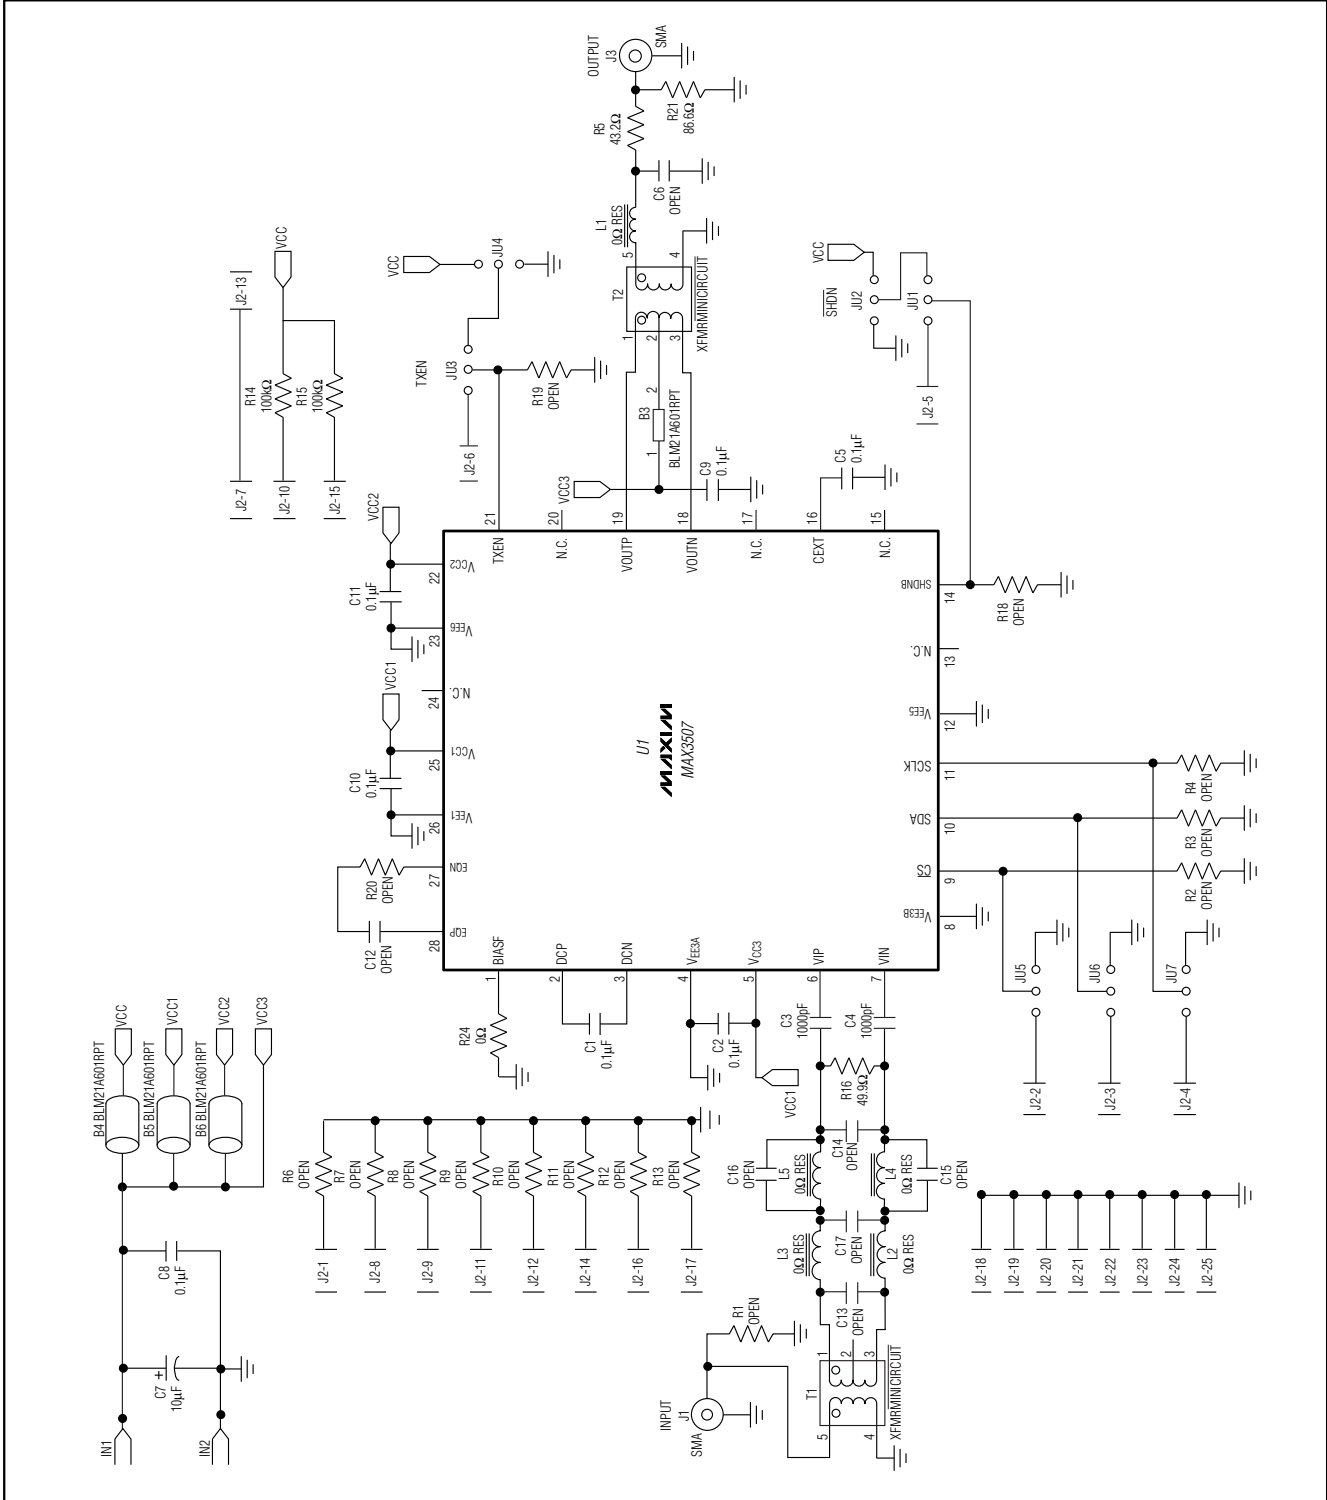 OUTPUT
J3
SMA
R5
43.2Ω
R21
86.6Ω
C6
OPEN
L1
0Ω RES
5
4
T2
XFMRMINICIRCUIT
1
2
3
2
B3
1
BLM21A601RPT
VCC3
C9
0.1µF
VCC
JU4
TXEN
JU3
J2-6
R19
OPEN
J2-13
J2-7
VCC
R14
100kΩ
R15
100kΩ
J2-10
J2-15
VCC
SHDN
JU2
JU1
J2-5
C5
0.1µF
VCC2
C11
0.1µF
VCC1
C10
0.1µF
R20
OPEN
C12
OPEN
21
TXEN
20
N.C.
19
VOUTP
18
VOUTN
17
N.C.
16
CEXT
15
N.C.
22
VCC2
23
VEE6
24
N.C.
25
VCC1
26
VEE1
27
EQN
28
EQP
U1
MAXIM
MAX3507
14
SHDNB
13
N.C.
12
VEE5
11
SCLK
10
SDA
9
CS
8
VEE3B
BIASF
1
DCP
2
DCN
3
VEE3A
4
VCC3
5
VIP
6
VIN
7
R18
OPEN
R4
OPEN
R3
OPEN
R2
OPEN
JU5
JU6
JU7
J2-2
J2-3
J2-4
R24
0Ω
C1
0.1µF
C2
0.1µF
VCC1
C3
1000pF
C4
1000pF
R16
49.9Ω
C14
OPEN
C16
OPEN
L5
0Ω RES
L4
0Ω RES
C15
OPEN
C17
OPEN
L3
0Ω RES
L2
0Ω RES
C13
OPEN
1
2
3
T1
XFMRMINICIRCUIT
5
4
R1
OPEN
INPUT
J1
SMA
VCC
VCC1
VCC2
VCC3
B4 BLM21A601RPT
B5 BLM21A601RPT
B6 BLM21A601RPT
C8
0.1µF
C7
+
10µF
IN1
IN2
R6
OPEN
R7
OPEN
R8
OPEN
R9
OPEN
R10
OPEN
R11
OPEN
R12
OPEN
R13
OPEN
J2-1
J2-8
J2-9
J2-11
J2-12
J2-14
J2-16
J2-17
J2-18
J2-19
J2-20
J2-21
J2-22
J2-23
J2-24
J2-25